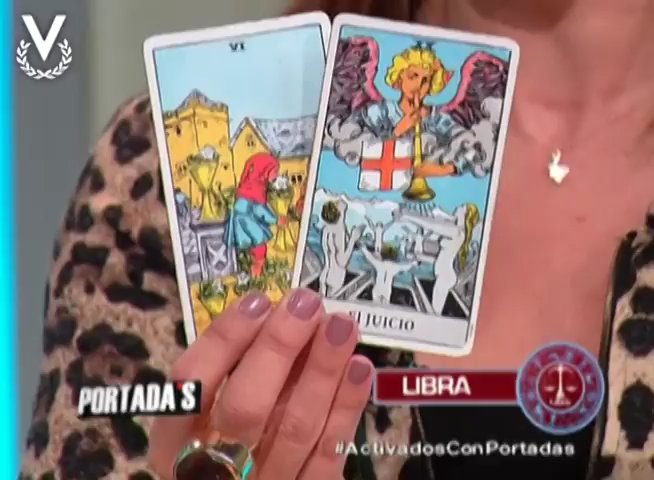 V
VI
El JUICIO
PORTADA'S
LIBRA
#ActivadosConPortadas